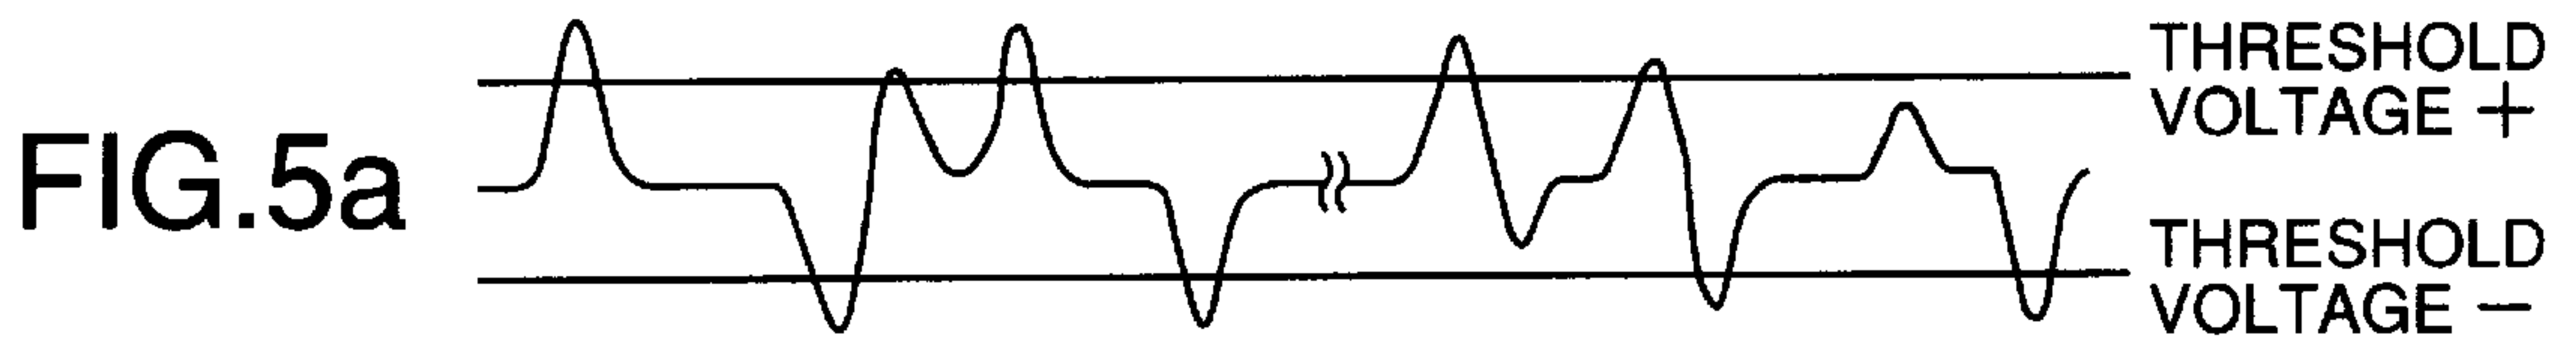 FIG.5a
THRESHOLD
VOLTAGE +
THRESHOLD
VOLTAGE −